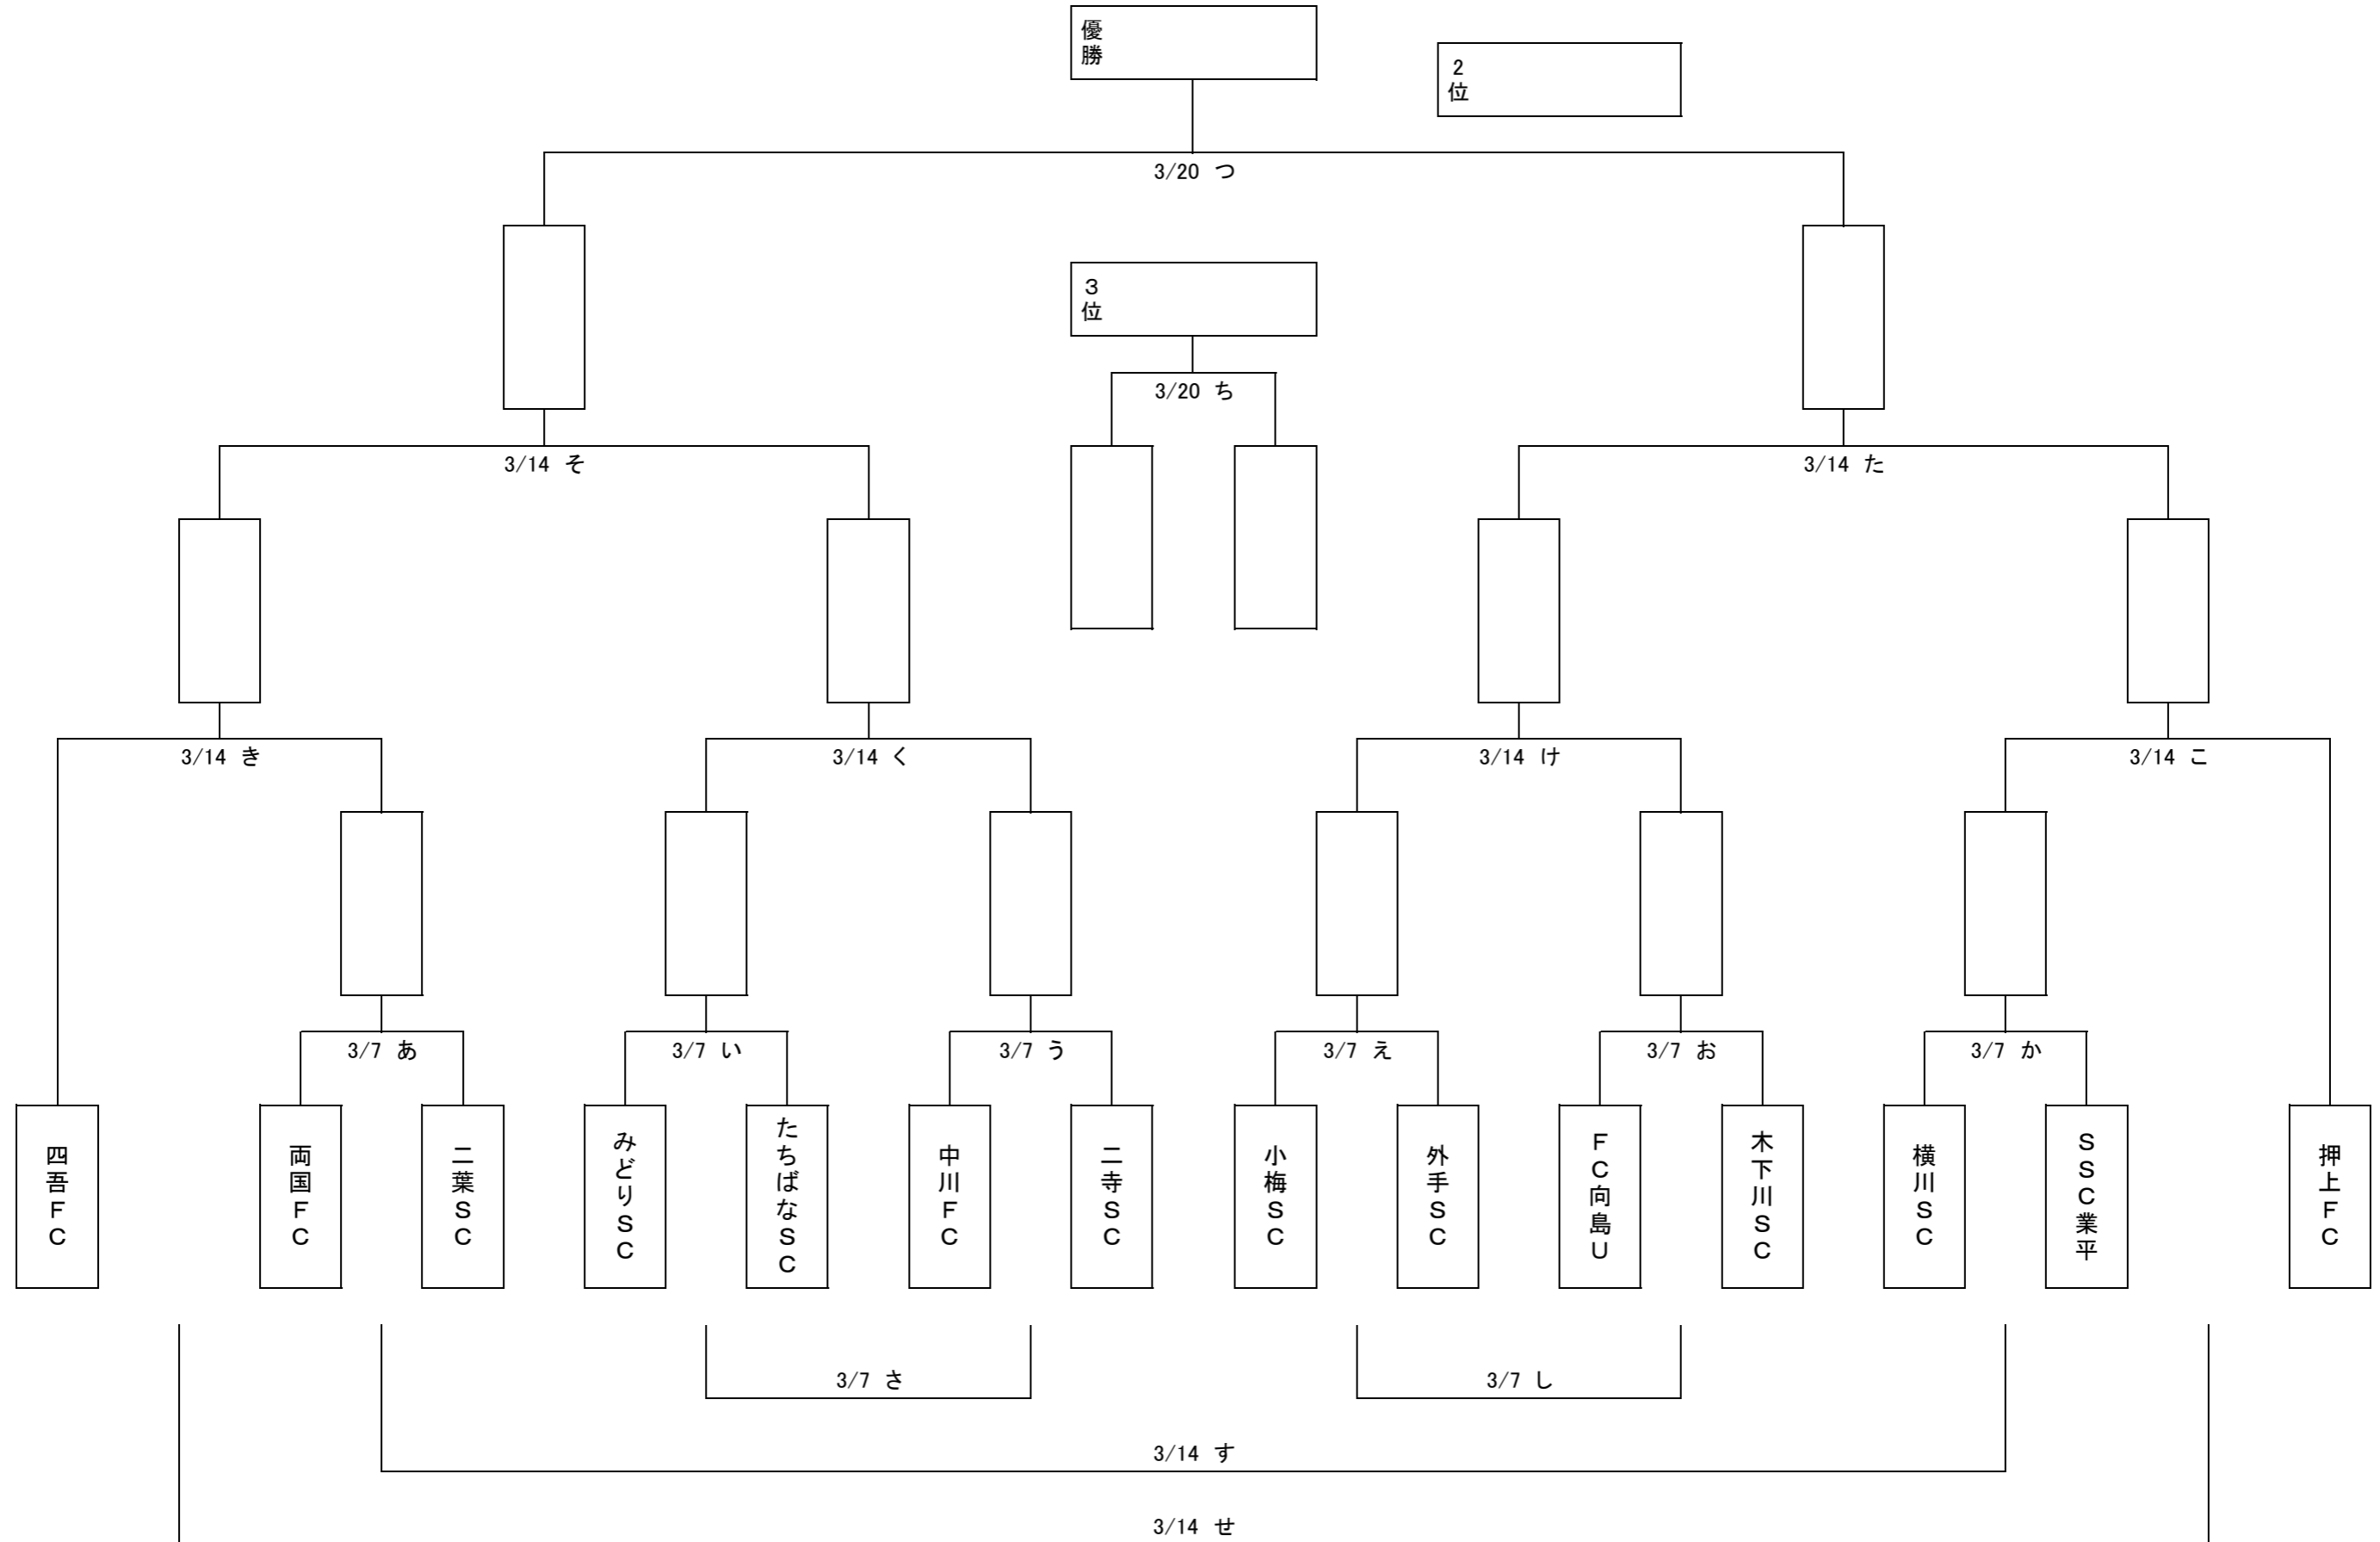 優勝
2位
3/20 つ
3位
3/20 ち
3/14 そ
3/14 た
3/14 き
3/14 く
3/14 け
3/14 こ
3/7 あ
3/7 い
3/7 う
3/7 え
3/7 お
3/7 か
四吾FC
両国FC
二葉SC
みどりSC
たちばなSC
中川FC
二寺SC
小梅SC
外手SC
FC向島U
木下川SC
横川SC
SSC業平
押上FC
3/7 さ
3/7 し
3/14 す
3/14 せ